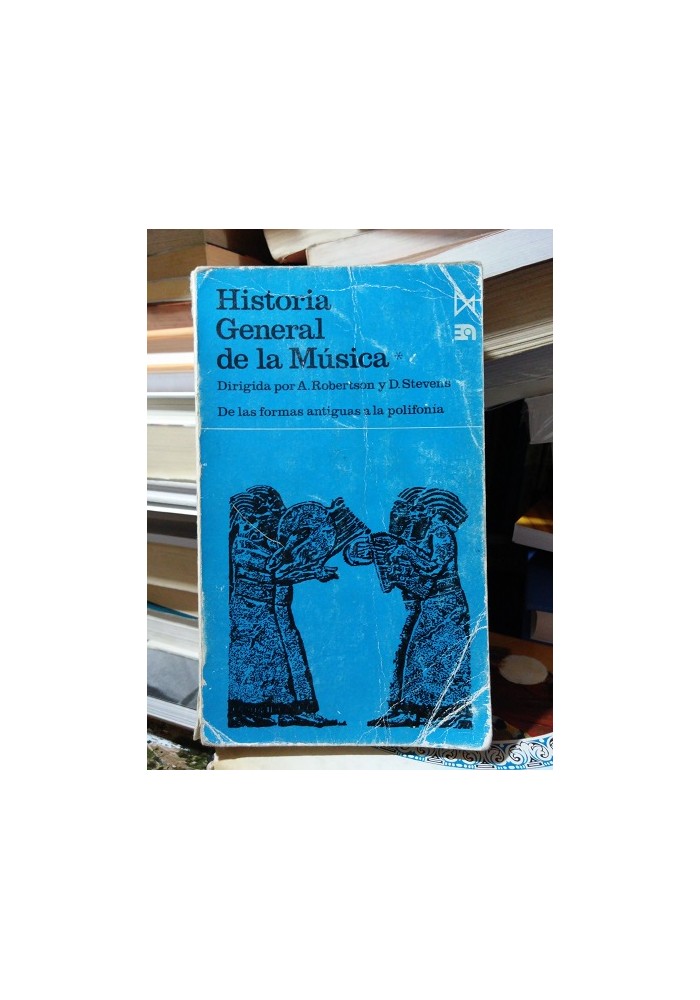 Historia
General
de la Música *
Dirigida por A. Robertson y D. Stevens
De las formas antiguas a la polifonía